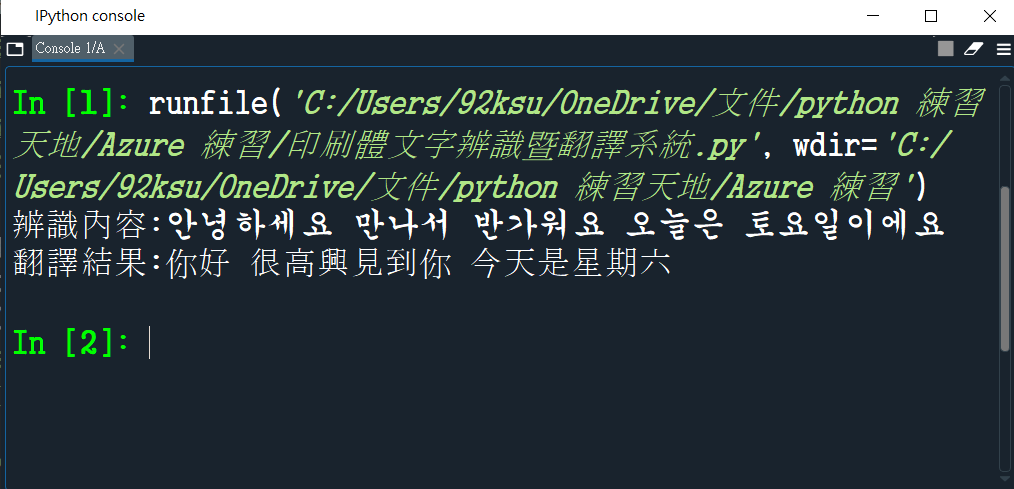 IPython console
Console 1/A
In [1]: runfile('C:/Users/92ksu/OneDrive/文件/python 練習
天地/Azure 練習/印刷體文字辨識暨翻譯系統.py', wdir='C:/
Users/92ksu/OneDrive/文件/python 練習天地/Azure 練習')
辨識內容:안녕하세요 만나서 반가워요 오늘은 토요일이에요
翻譯結果:你好 很高興見到你 今天是星期六
In [2]: